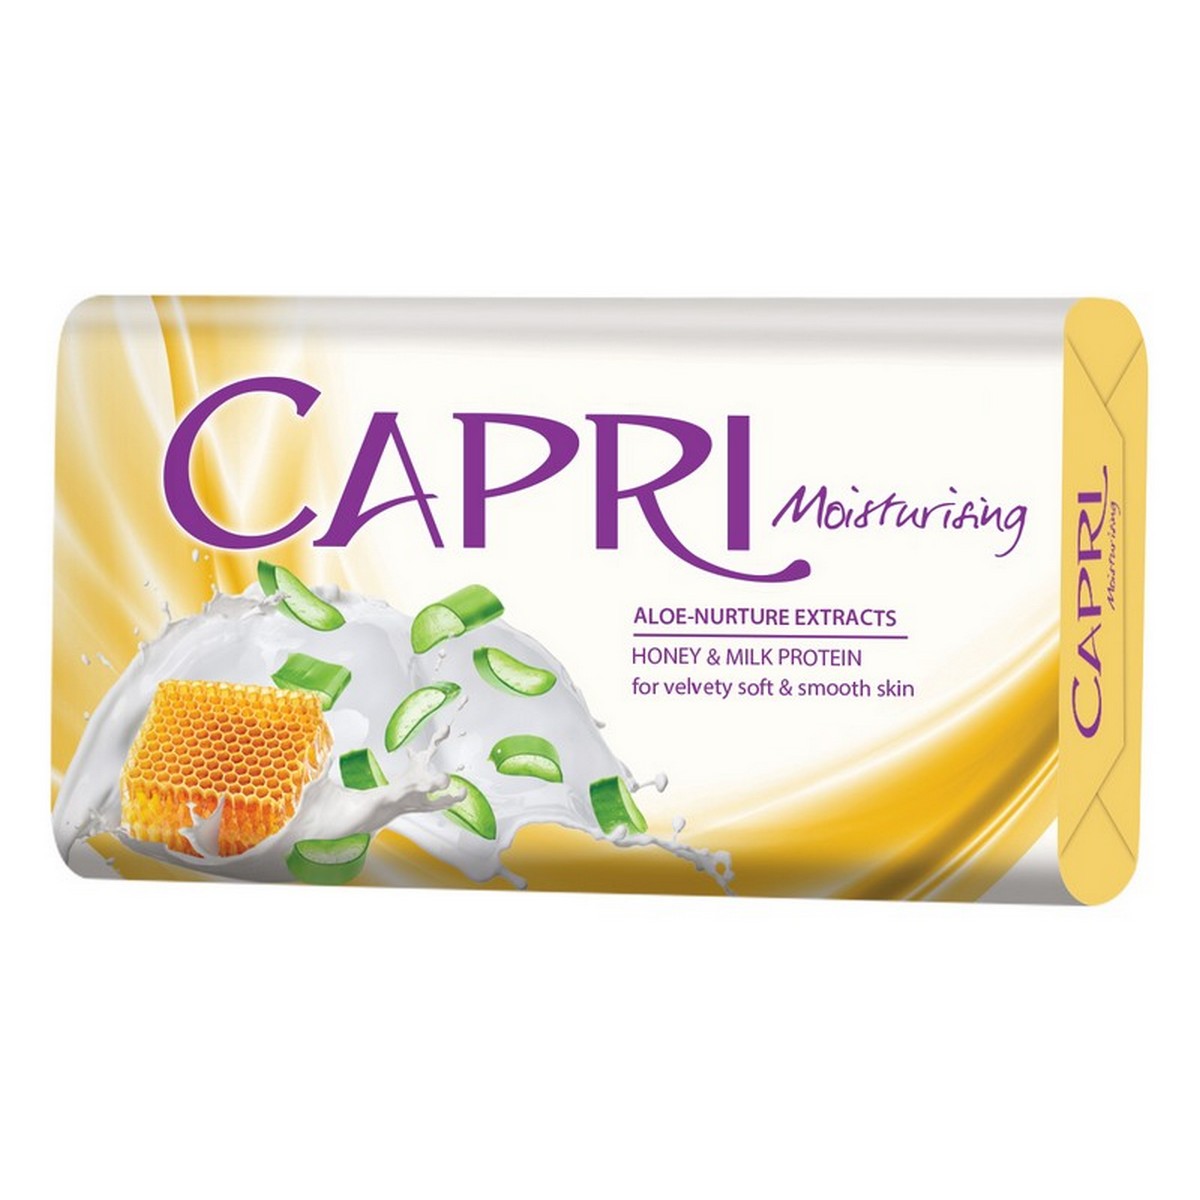 CAPRI Moisturising
ALOE-NURTURE EXTRACTS
HONEY & MILK PROTEIN
for velvety soft & smooth skin
CAPRI
Moisturising